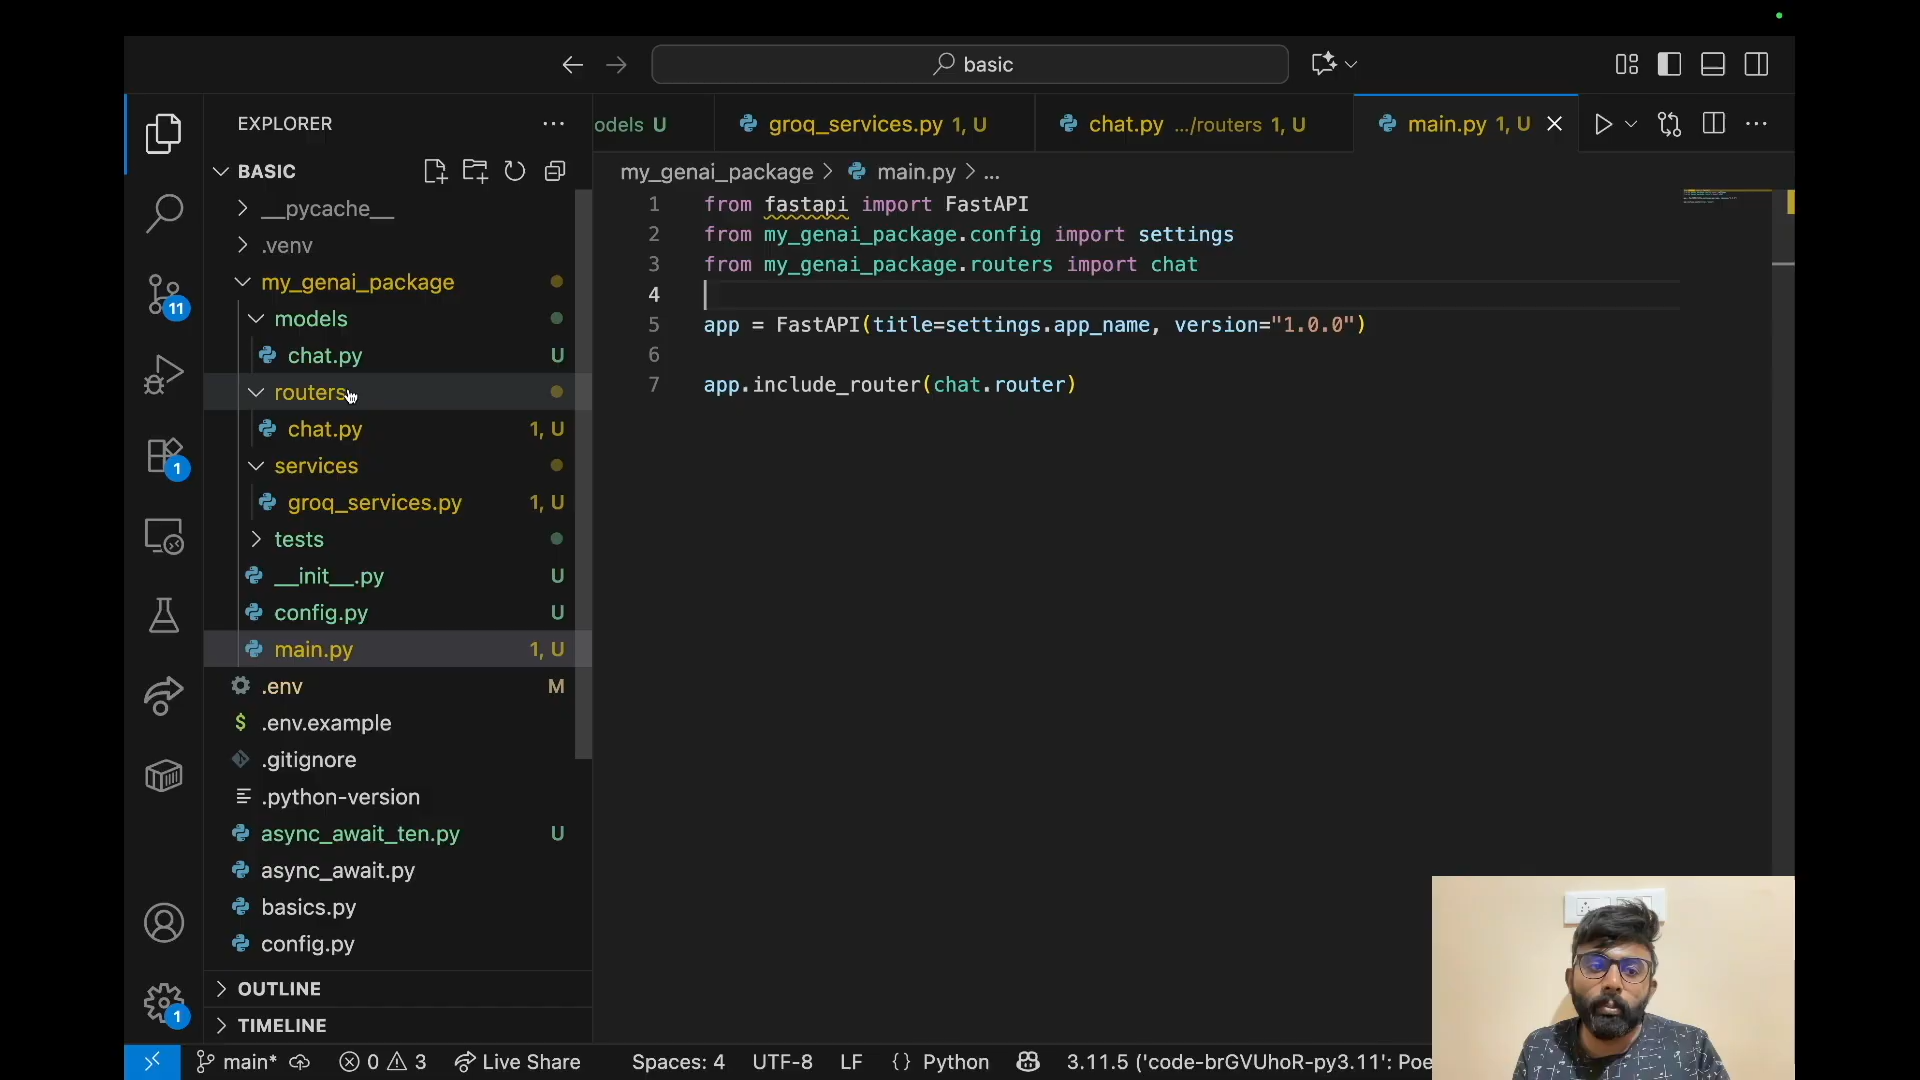 basic
EXPLORER
BASIC
__pycache__
.venv
my_genai_package
models
chat.py U
routers
chat.py 1, U
services
groq_services.py 1, U
tests
__init__.py U
config.py U
main.py 1, U
.env M
$ .env.example
.gitignore
.python-version
async_await_ten.py U
async_await.py
basics.py
config.py
OUTLINE
TIMELINE
11
1
1
odels U
groq_services.py 1, U
chat.py .../routers 1, U
main.py 1, U
my_genai_package > main.py > ...
1 from fastapi import FastAPI
2 from my_genai_package.config import settings
3 from my_genai_package.routers import chat
4
5 app = FastAPI(title=settings.app_name, version="1.0.0")
6
7 app.include_router(chat.router)
main* 0 3 Live Share Spaces: 4 UTF-8 LF {} Python 3.11.5 ('code-brGVUhoR-py3.11': Poe